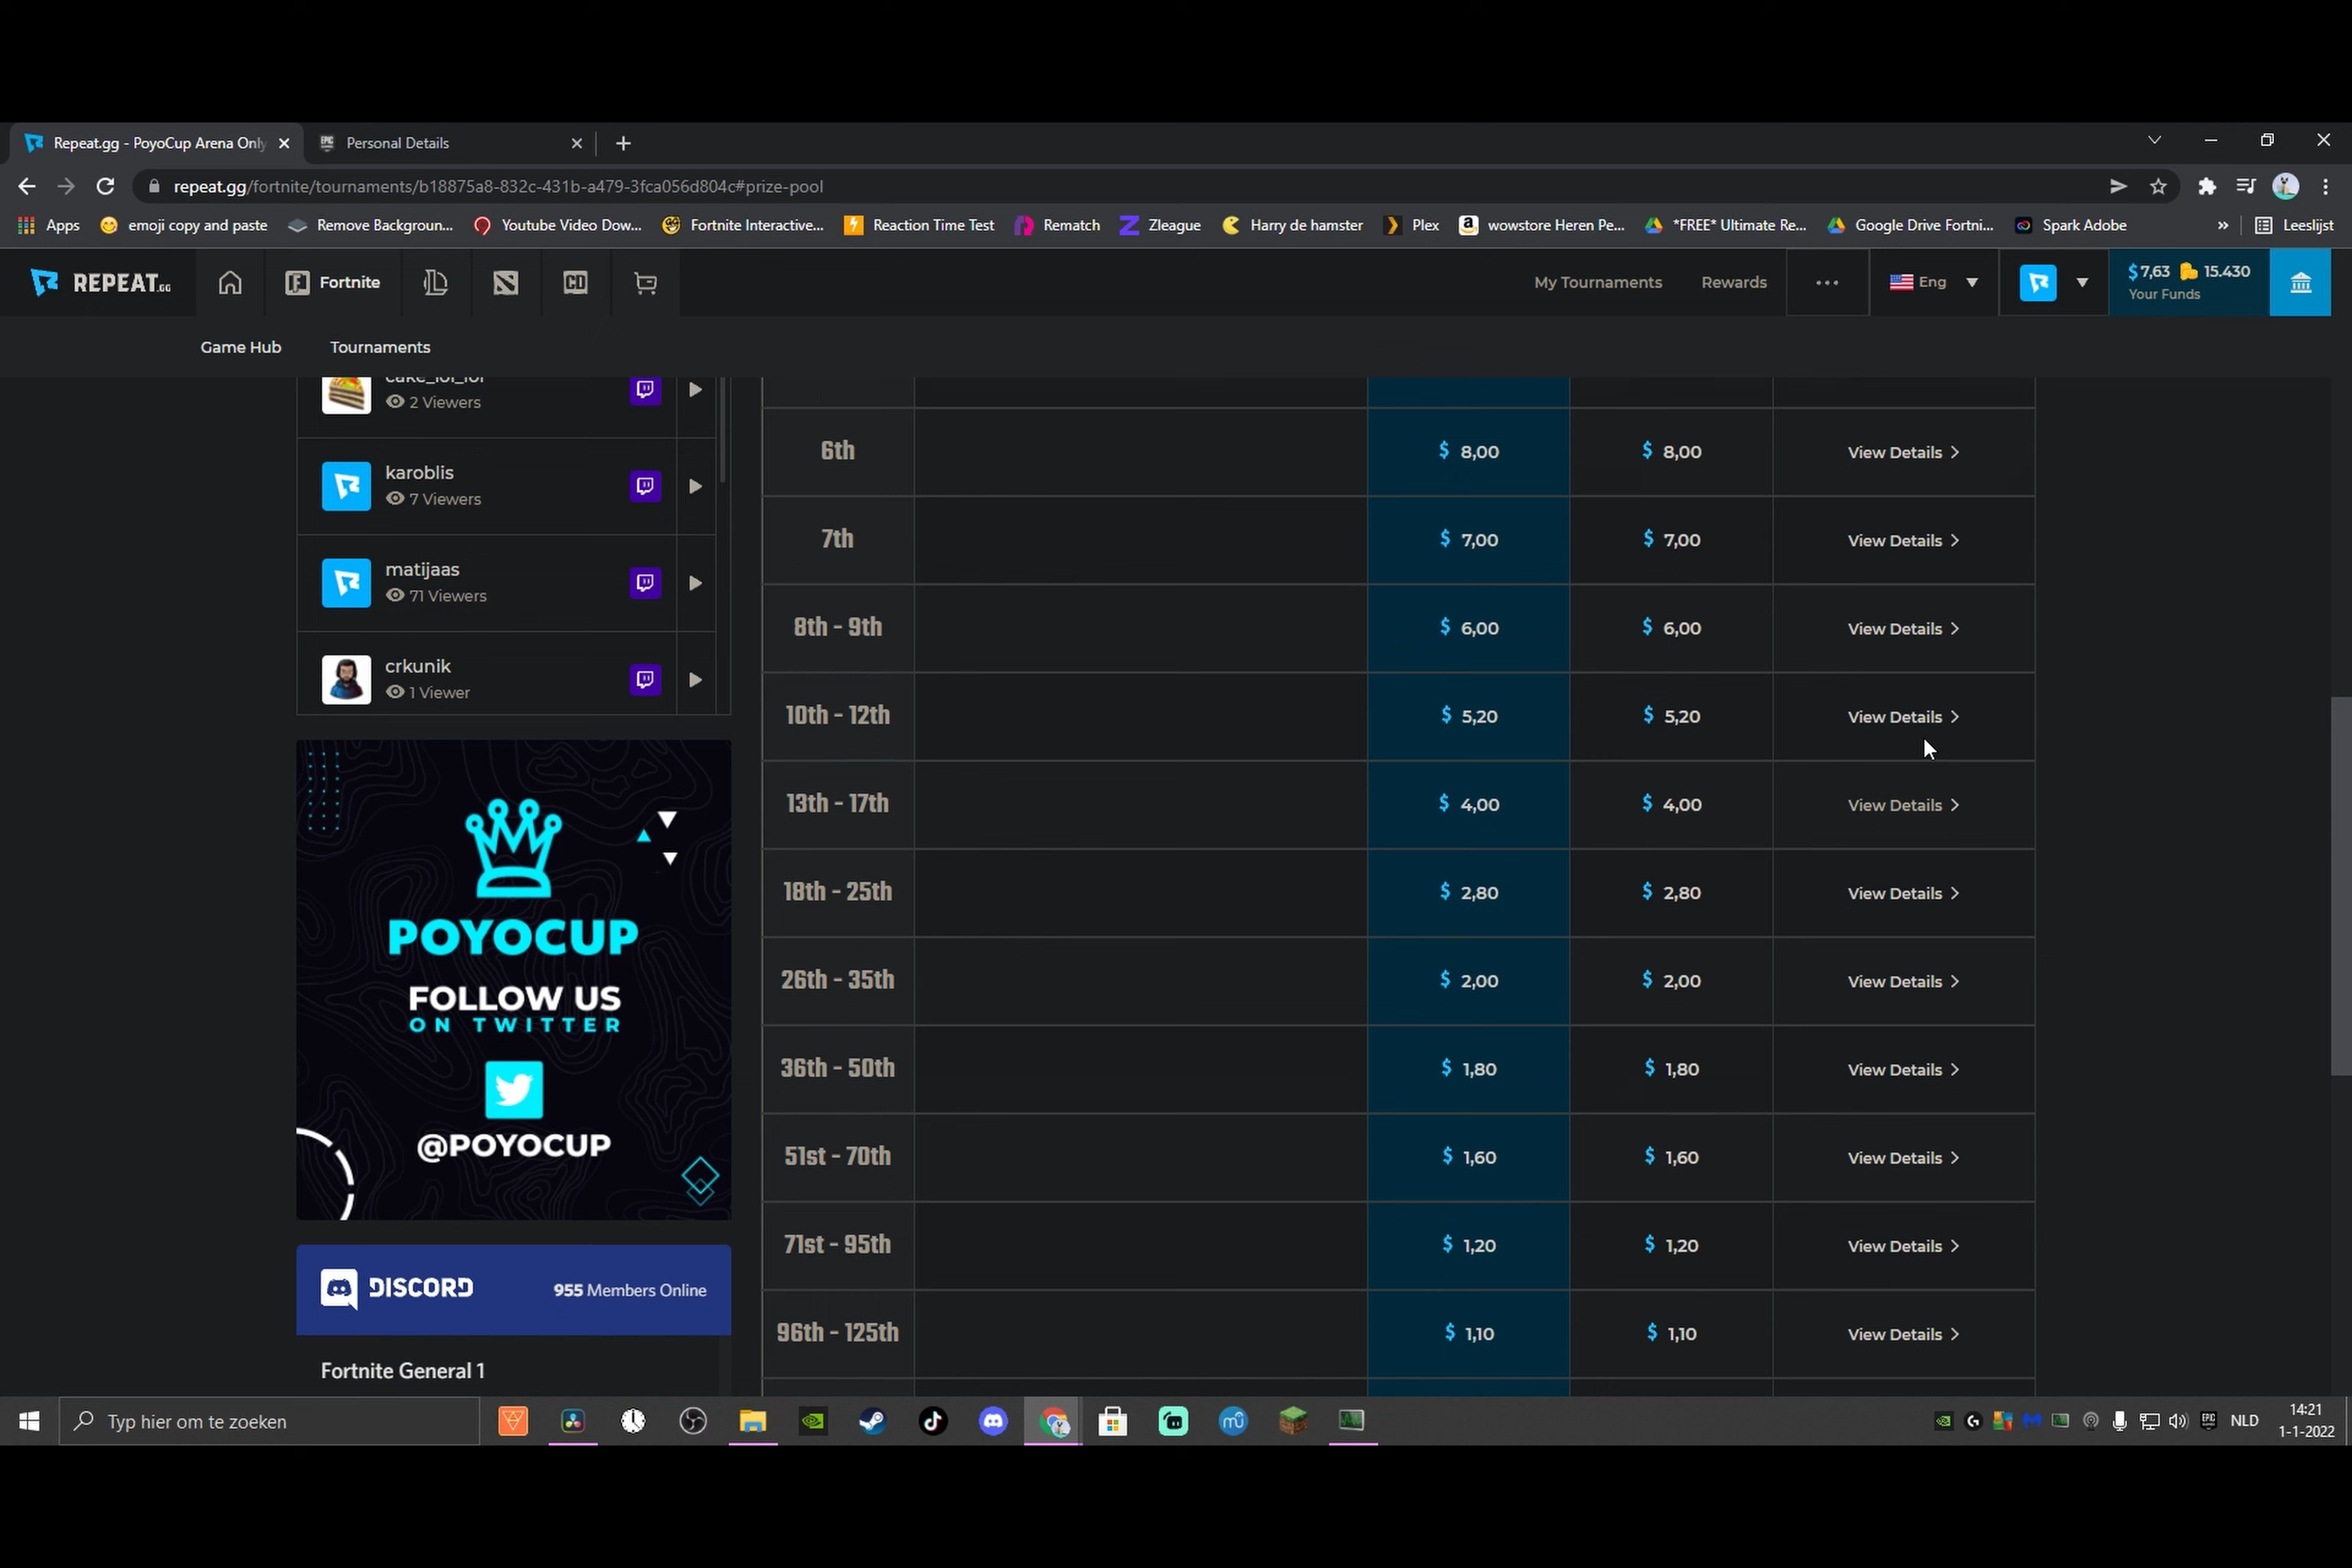 Repeat.gg - PoyoCup Arena Only
Personal Details
repeat.gg/fortnite/tournaments/b18875a8-832c-431b-a479-3fca056d804c#prize-pool
Apps
emoji copy and paste
Remove Backgroun...
Youtube Video Dow...
Fortnite Interactive...
Reaction Time Test
Rematch
Zleague
Harry de hamster
Plex
wowstore Heren Pe...
*FREE* Ultimate Re...
Google Drive Fortni...
Spark Adobe
»
Leeslijst
REPEAT.GG
Fortnite
My Tournaments
Rewards
Eng
$7,63 15.430
Your Funds
Game Hub
Tournaments
cake_lol_lol
2 Viewers
karoblis
7 Viewers
matijaas
71 Viewers
crkunik
1 Viewer
POYOCUP
FOLLOW US
ON TWITTER
@POYOCUP
DISCORD
955 Members Online
Fortnite General 1
6th $ 8,00 $ 8,00 View Details >
7th $ 7,00 $ 7,00 View Details >
8th - 9th $ 6,00 $ 6,00 View Details >
10th - 12th $ 5,20 $ 5,20 View Details >
13th - 17th $ 4,00 $ 4,00 View Details >
18th - 25th $ 2,80 $ 2,80 View Details >
26th - 35th $ 2,00 $ 2,00 View Details >
36th - 50th $ 1,80 $ 1,80 View Details >
51st - 70th $ 1,60 $ 1,60 View Details >
71st - 95th $ 1,20 $ 1,20 View Details >
96th - 125th $ 1,10 $ 1,10 View Details >
Typ hier om te zoeken
NLD
14:21
1-1-2022